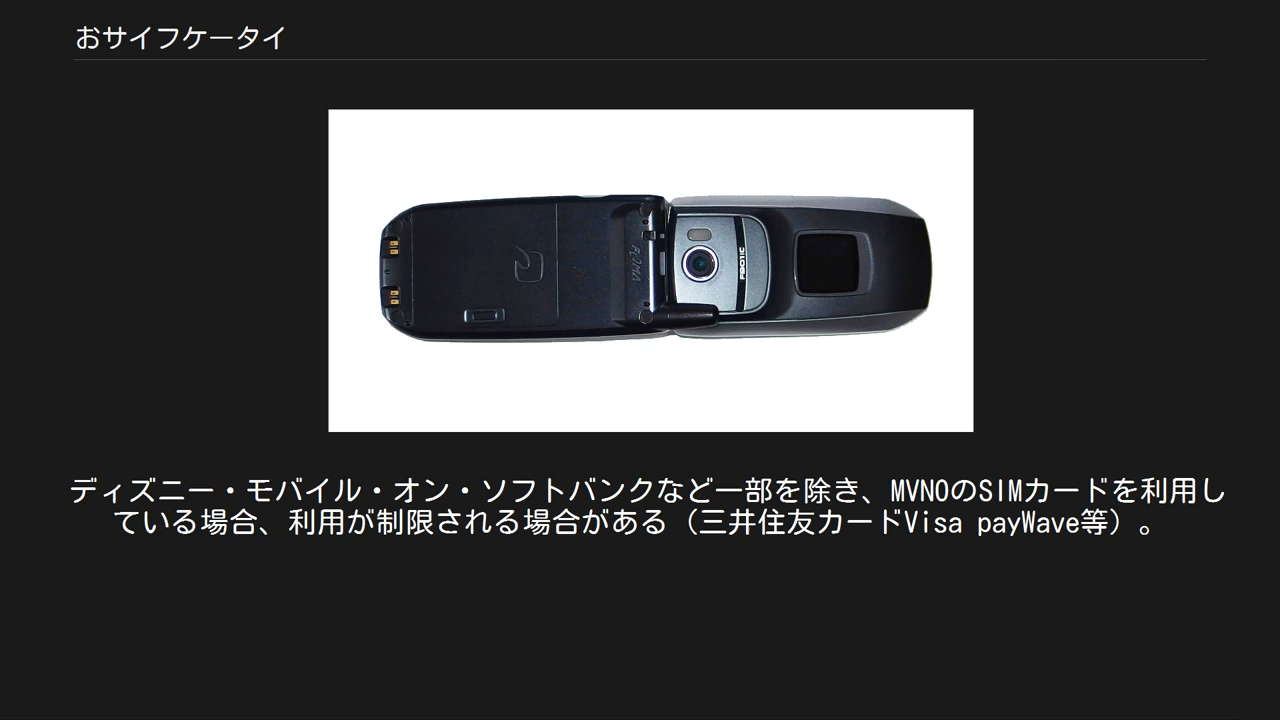 おサイフケータイ
FOMA
F901iC
ディズニー・モバイル・オン・ソフトバンクなど一部を除き、MVNOのSIMカードを利用し
ている場合、利用が制限される場合がある（三井住友カードVisa payWave等）。